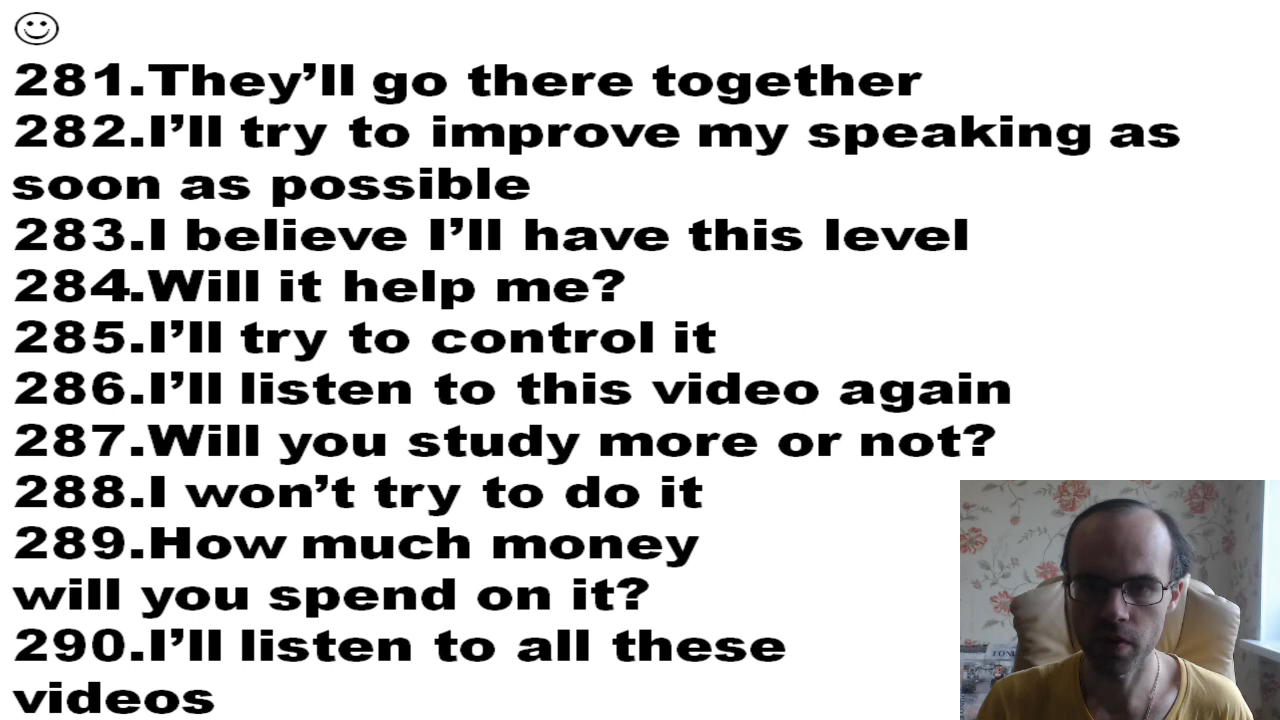 281.They’ll go there together
282.I’ll try to improve my speaking as
soon as possible
283.I believe I’ll have this level
284.Will it help me?
285.I’ll try to control it
286.I’ll listen to this video again
287.Will you study more or not?
288.I won’t try to do it
289.How much money
will you spend on it?
290.I’ll listen to all these
videos